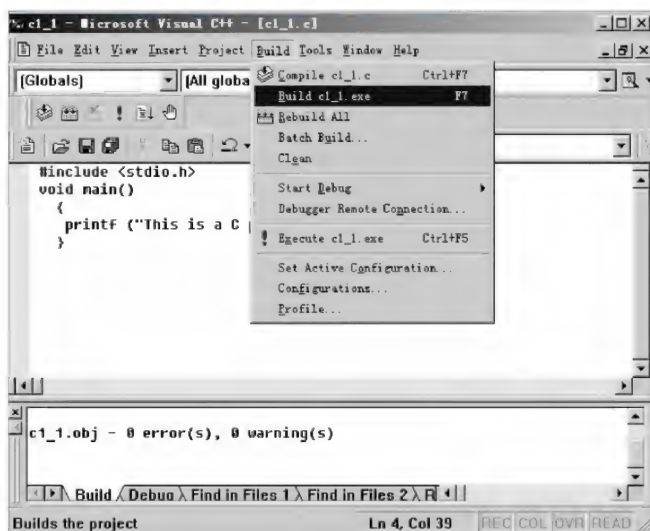 c1_1 - Microsoft Visual C++ - [c1_1.c]
File Edit View Insert Project Build Tools Window Help
(Globals) (All globa
Compile c1_1.c Ctrl+F7
Build c1_1.exe F7
Rebuild All
Batch Build...
Clean
Start Debug
Debugger Remote Connection...
Execute c1_1.exe Ctrl+F5
Set Active Configuration...
Configurations...
Profile...
#include <stdio.h>
void main()
{
printf ("This is a C
}
c1_1.obj - 0 error(s), 0 warning(s)
Build Debug Find in Files 1 Find in Files 2 R
Builds the project Ln 4, Col 39 REC COL OVR READ